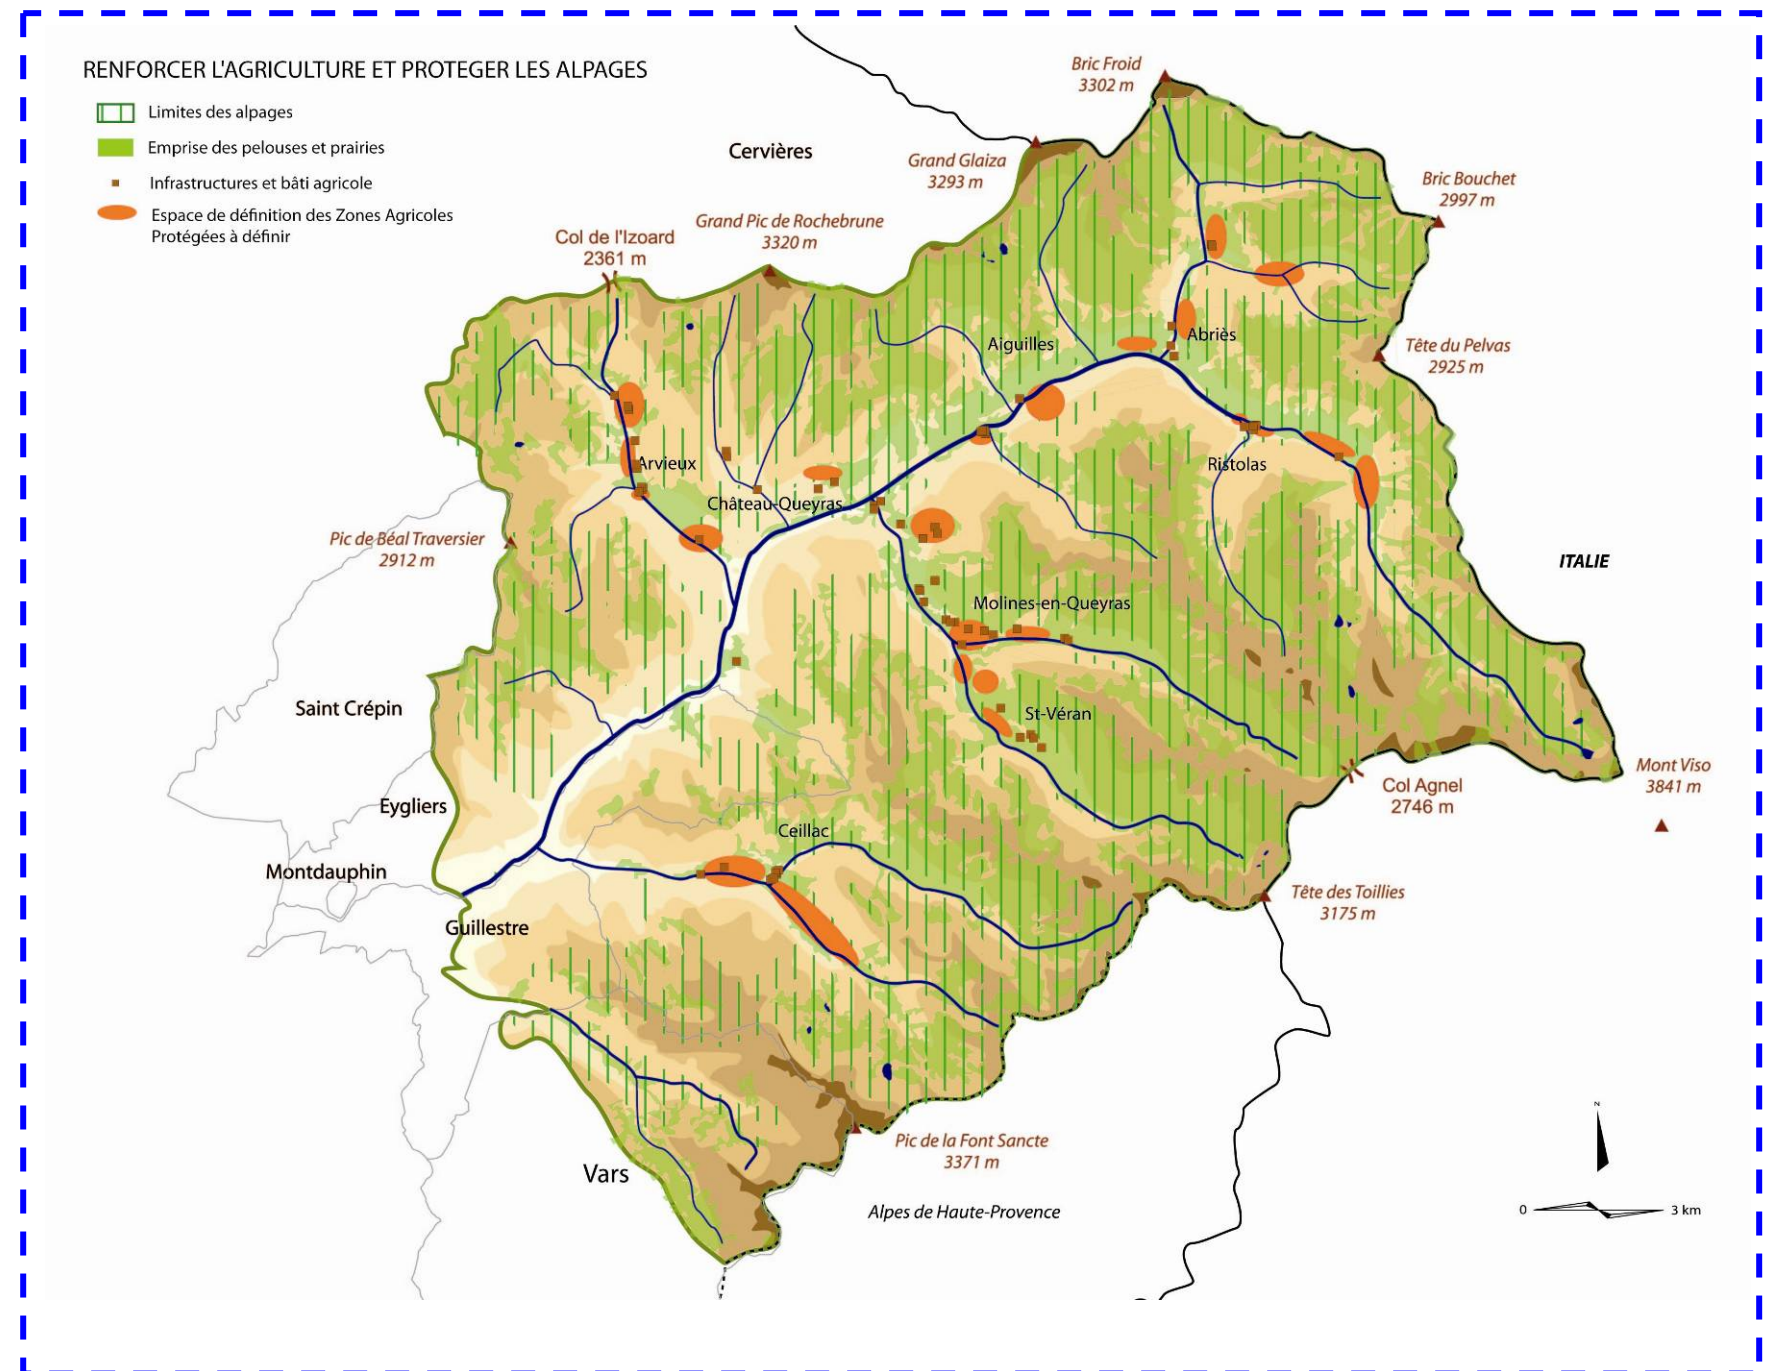 RENFORCER L'AGRICULTURE ET PROTEGER LES ALPAGES
Limites des alpages
Emprise des pelouses et prairies
Infrastructures et bâti agricole
Espace de définition des Zones Agricoles
Protégées à définir
Bric Froid
3302 m
Cervières
Grand Glaiza
3293 m
Bric Bouchet
2997 m
Grand Pic de Rochebrune
3320 m
Col de l'Izoard
2361 m
Abriès
Aiguilles
Tête du Pelvas
2925 m
Arvieux
Ristolas
Château-Queyras
Pic de Béal Traversier
2912 m
ITALIE
Molines-en-Queyras
Saint Crépin
St-Véran
Mont Viso
3841 m
Col Agnel
2746 m
Eygliers
Ceillac
Montdauphin
Tête des Toillies
3175 m
Guillestre
N
Pic de la Font Sancte
3371 m
Vars
Alpes de Haute-Provence
0 3 km